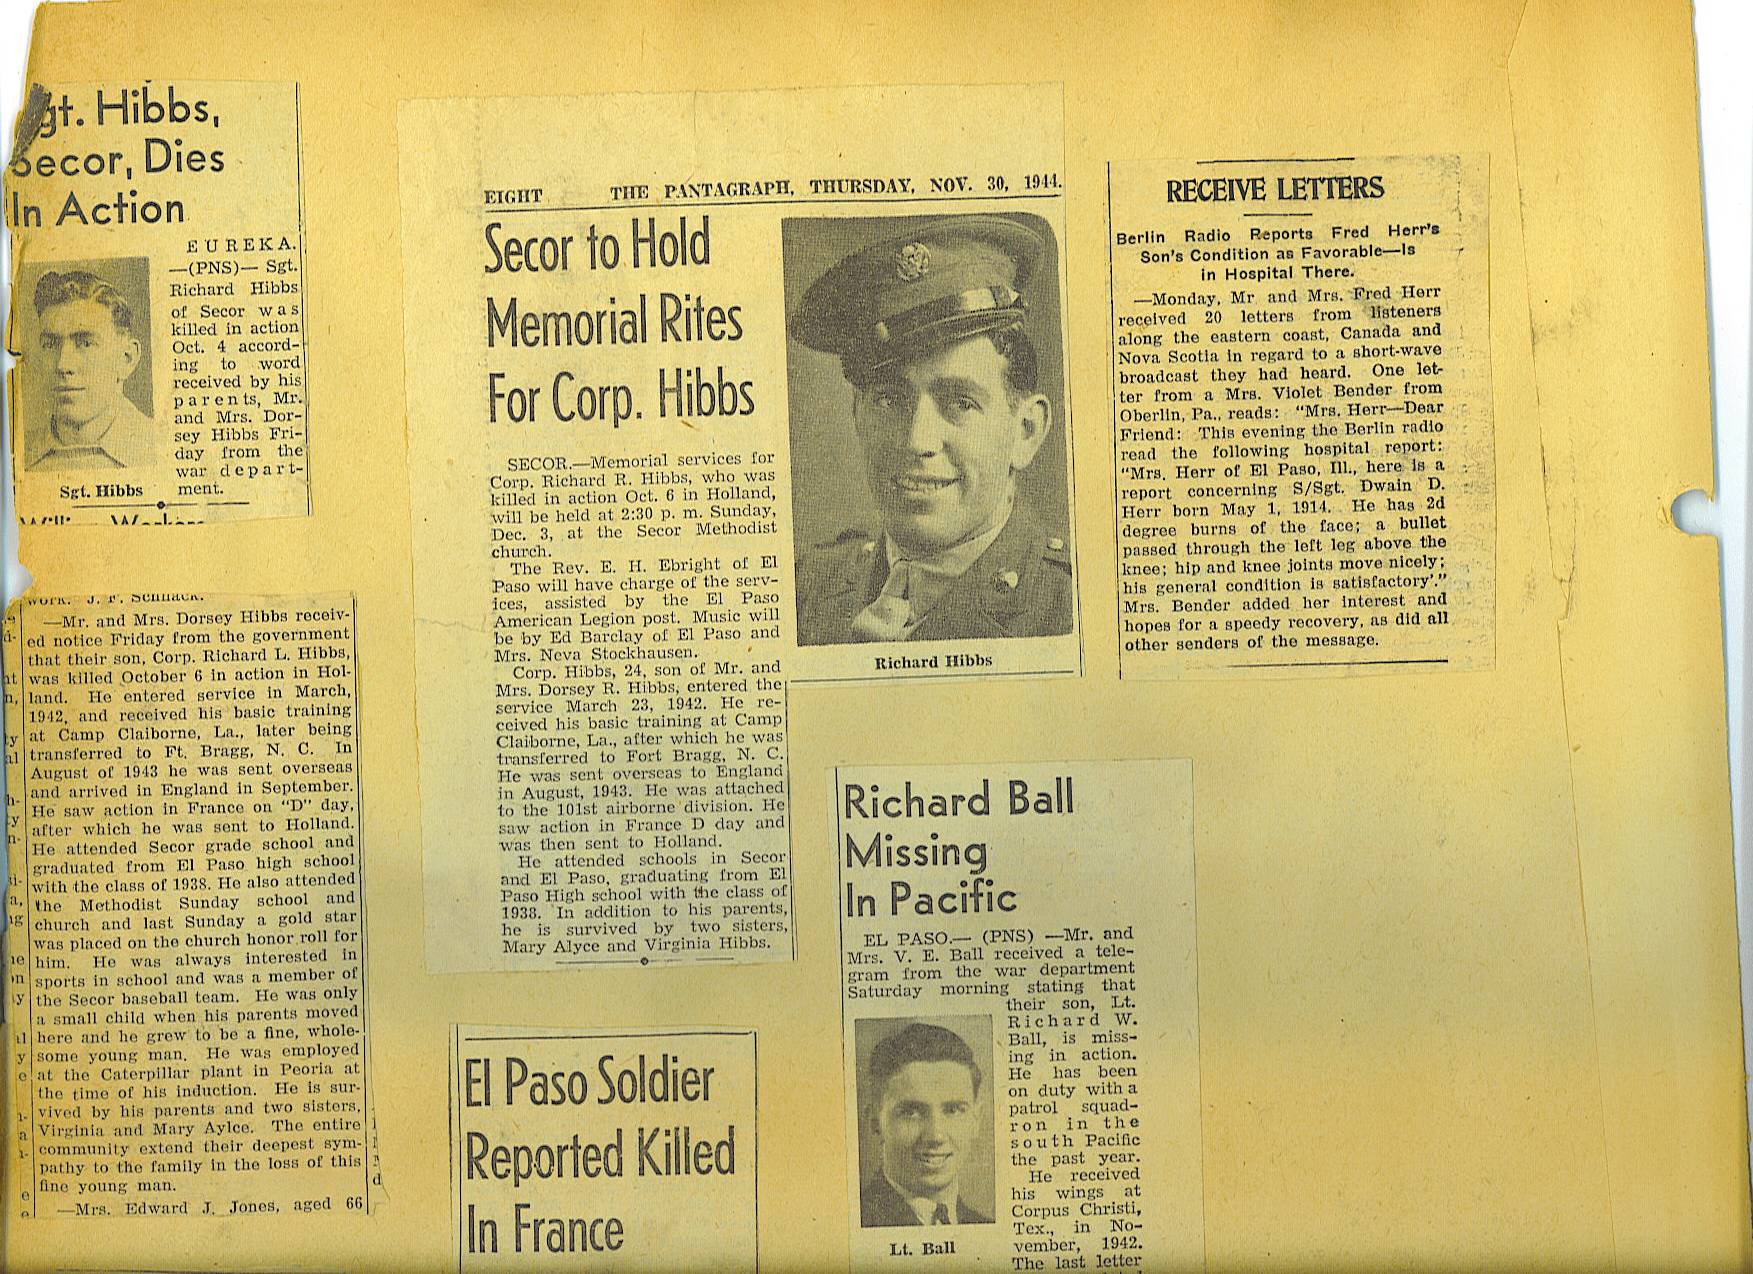 gt. Hibbs,
Secor, Dies
In Action
EUREKA.
—(PNS)— Sgt.
Richard Hibbs
of Secor was
killed in action
Oct. 4 accord-
ing to word
received by his
parents, Mr.
and Mrs. Dor-
sey Hibbs Fri-
day from the
war depart-
ment.
Sgt. Hibbs
work. J. F. Schnack.
—Mr. and Mrs. Dorsey Hibbs receiv-
ed notice Friday from the government
that their son, Corp. Richard L. Hibbs,
was killed October 6 in action in Hol-
land. He entered service in March,
1942, and received his basic training
at Camp Claiborne, La., later being
transferred to Ft. Bragg, N. C. In
August of 1943 he was sent overseas
and arrived in England in September.
He saw action in France on "D" day,
after which he was sent to Holland.
He attended Secor grade school and
graduated from El Paso high school
with the class of 1938. He also attended
the Methodist Sunday school and
church and last Sunday a gold star
was placed on the church honor roll for
him. He was always interested in
sports in school and was a member of
the Secor baseball team. He was only
a small child when his parents moved
here and he grew to be a fine, whole-
some young man. He was employed
at the Caterpillar plant in Peoria at
the time of his induction. He is sur-
vived by his parents and two sisters,
Virginia and Mary Aylce. The entire
community extend their deepest sym-
pathy to the family in the loss of this
fine young man.
—Mrs. Edward J. Jones, aged 66
EIGHT THE PANTAGRAPH, THURSDAY, NOV. 30, 1944.
Secor to Hold
Memorial Rites
For Corp. Hibbs
SECOR.—Memorial services for
Corp. Richard R. Hibbs, who was
killed in action Oct. 6 in Holland,
will be held at 2:30 p. m. Sunday,
Dec. 3, at the Secor Methodist
church.
The Rev. E. H. Ebright of El
Paso will have charge of the serv-
ices, assisted by the El Paso
American Legion post. Music will
be by Ed Barclay of El Paso and
Mrs. Neva Stockhausen.
Corp. Hibbs, 24, son of Mr. and
Mrs. Dorsey R. Hibbs, entered the
service March 23, 1942. He re-
ceived his basic training at Camp
Claiborne, La., after which he was
transferred to Fort Bragg, N. C.
He was sent overseas to England
in August, 1943. He was attached
to the 101st airborne division. He
saw action in France D day and
was then sent to Holland.
He attended schools in Secor
and El Paso, graduating from El
Paso High school with the class of
1938. In addition to his parents,
he is survived by two sisters,
Mary Alyce and Virginia Hibbs.
Richard Hibbs
El Paso Soldier
Reported Killed
In France
Richard Ball
Missing
In Pacific
EL PASO.— (PNS) —Mr. and
Mrs. V. E. Ball received a tele-
gram from the war department
Saturday morning stating that
their son, Lt.
Richard W.
Ball, is miss-
ing in action.
He has been
on duty with a
patrol squad-
ron in the
south Pacific
the past year.
He received
his wings at
Corpus Christi,
Tex., in No-
vember, 1942.
The last letter
Lt. Ball
RECEIVE LETTERS
Berlin Radio Reports Fred Herr's
Son's Condition as Favorable—Is
in Hospital There.
—Monday, Mr and Mrs. Fred Herr
received 20 letters from listeners
along the eastern coast, Canada and
Nova Scotia in regard to a short-wave
broadcast they had heard. One let-
ter from a Mrs. Violet Bender from
Oberlin, Pa., reads: "Mrs. Herr—Dear
Friend: This evening the Berlin radio
read the following hospital report:
"Mrs. Herr of El Paso, Ill., here is a
report concerning S/Sgt. Dwain D.
Herr born May 1, 1914. He has 2d
degree burns of the face; a bullet
passed through the left leg above the
knee; hip and knee joints move nicely;
his general condition is satisfactory'."
Mrs. Bender added her interest and
hopes for a speedy recovery, as did all
other senders of the message.